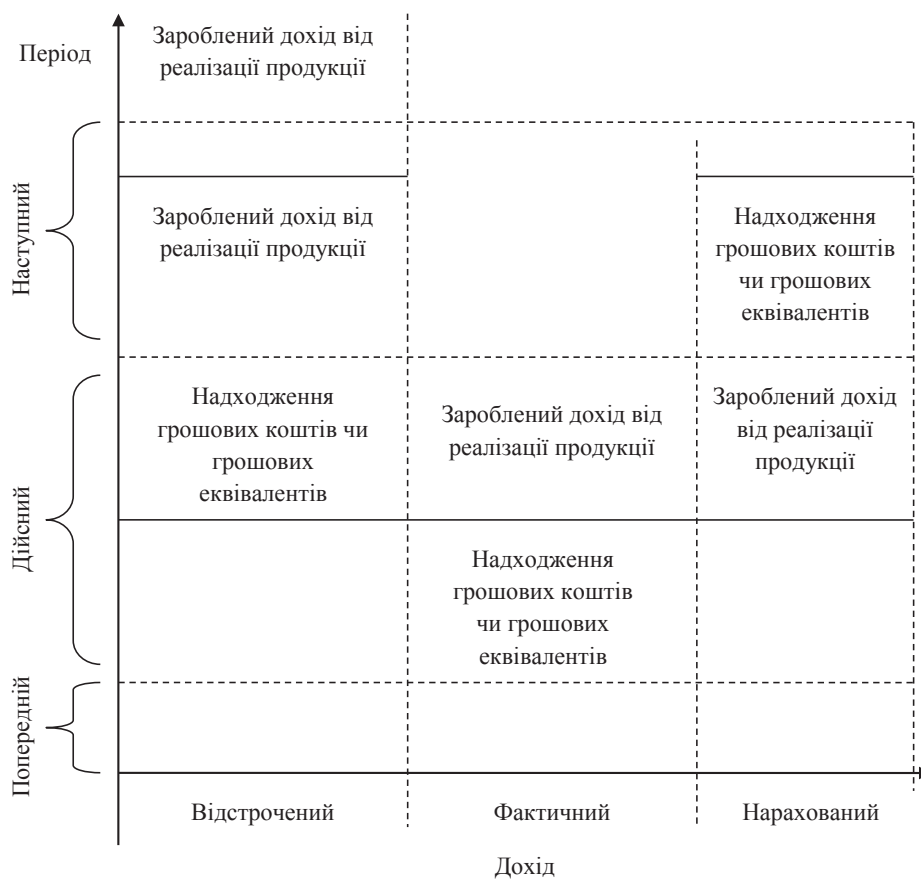 Період
Зароблений дохід від
реалізації продукції
Наступний
Зароблений дохід від
реалізації продукції
Надходження
грошових коштів
чи грошових
еквівалентів
Дійсний
Надходження
грошових коштів чи
грошових
еквівалентів
Зароблений дохід від
реалізації продукції
Зароблений дохід
від реалізації
продукції
Надходження
грошових коштів
чи грошових
еквівалентів
Попередній
Відстрочений
Фактичний
Нарахований
Дохід